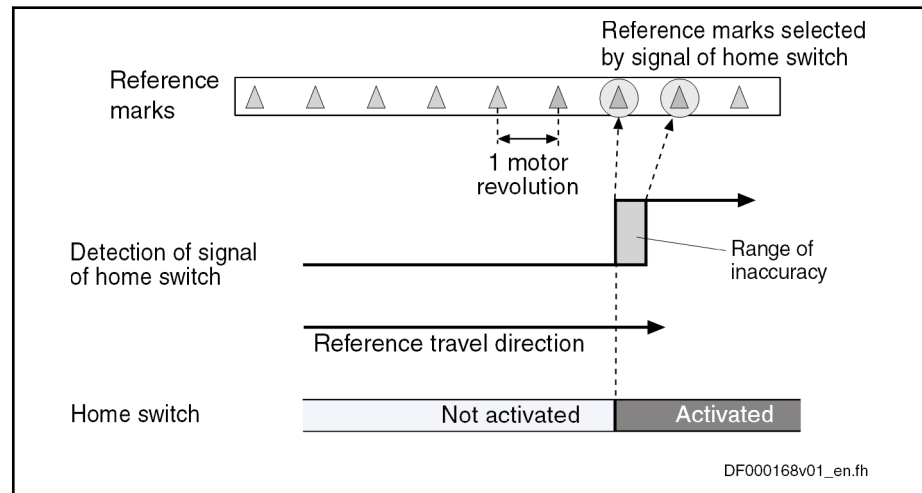 Reference marks selected
by signal of home switch
Reference
marks
1 motor
revolution
Detection of signal
of home switch
Range of
inaccuracy
Reference travel direction
Home switch
Not activated
Activated
DF000168v01_en.fh